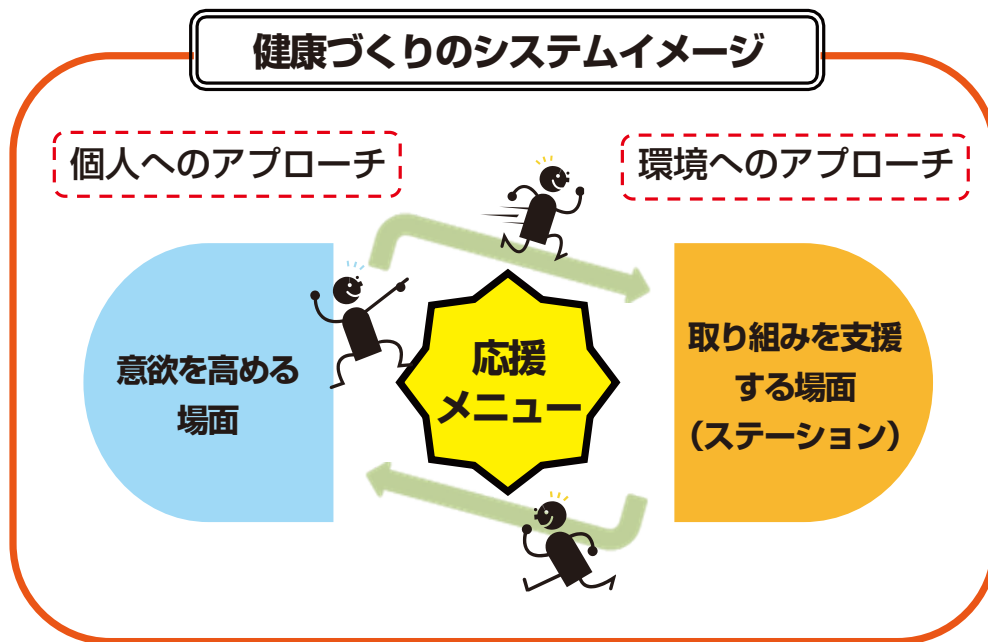 健康づくりのシステムイメージ
個人へのアプローチ
環境へのアプローチ
意欲を高める
場面
応援
メニュー
取り組みを支援
する場面
（ステーション）